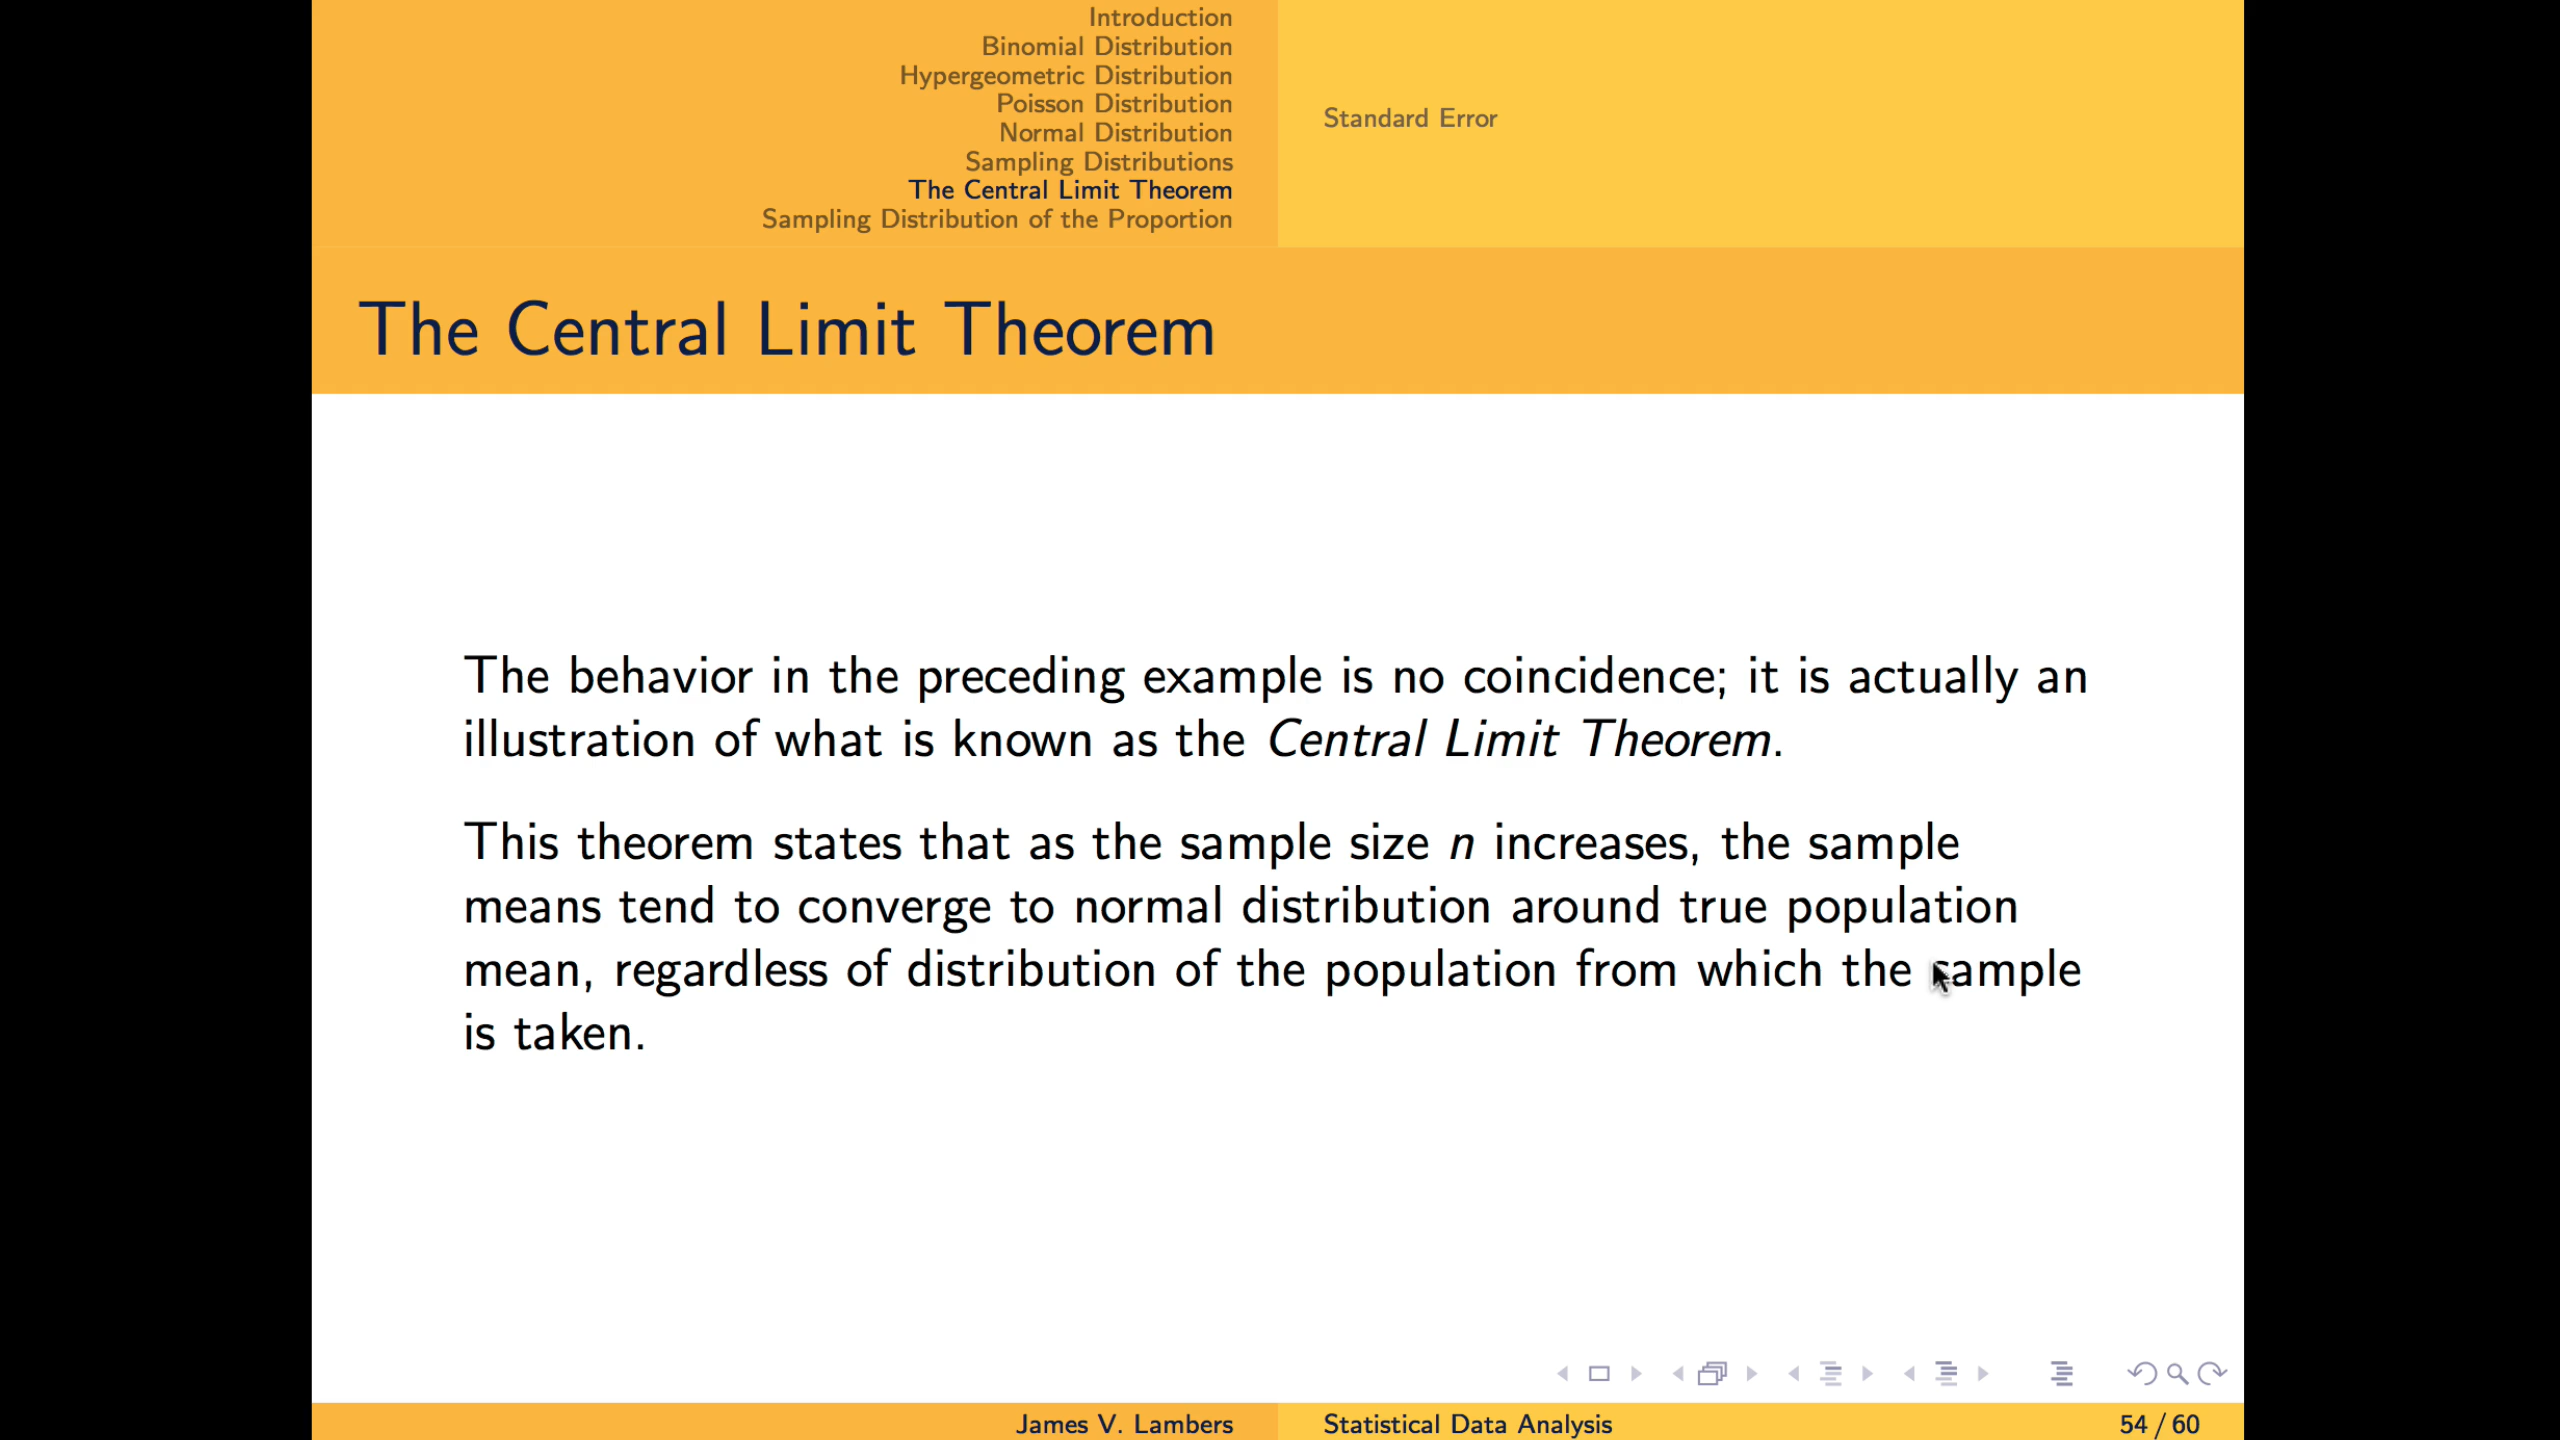 Introduction
Binomial Distribution
Hypergeometric Distribution
Poisson Distribution
Normal Distribution
Sampling Distributions
The Central Limit Theorem
Sampling Distribution of the Proportion
Standard Error
The Central Limit Theorem
The behavior in the preceding example is no coincidence; it is actually an
illustration of what is known as the Central Limit Theorem.
This theorem states that as the sample size n increases, the sample
means tend to converge to normal distribution around true population
mean, regardless of distribution of the population from which the sample
is taken.
James V. Lambers
Statistical Data Analysis
54 / 60